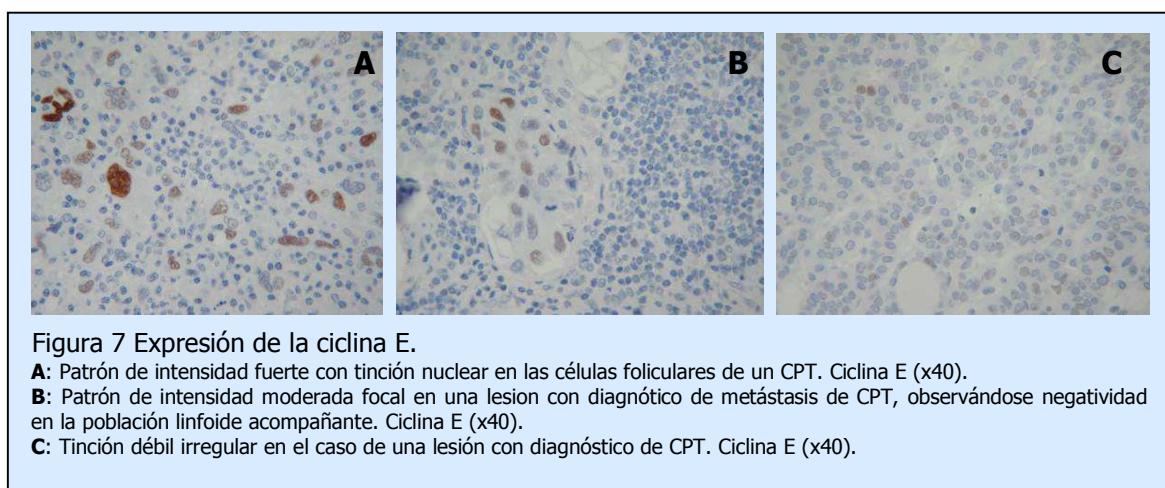 A
B
C
Figura 7 Expresión de la ciclina E.
A: Patrón de intensidad fuerte con tinción nuclear en las células foliculares de un CPT. Ciclina E (x40).
B: Patrón de intensidad moderada focal en una lesion con diagnótico de metástasis de CPT, observándose negatividad
en la población linfoide acompañante. Ciclina E (x40).
C: Tinción débil irregular en el caso de una lesión con diagnóstico de CPT. Ciclina E (x40).